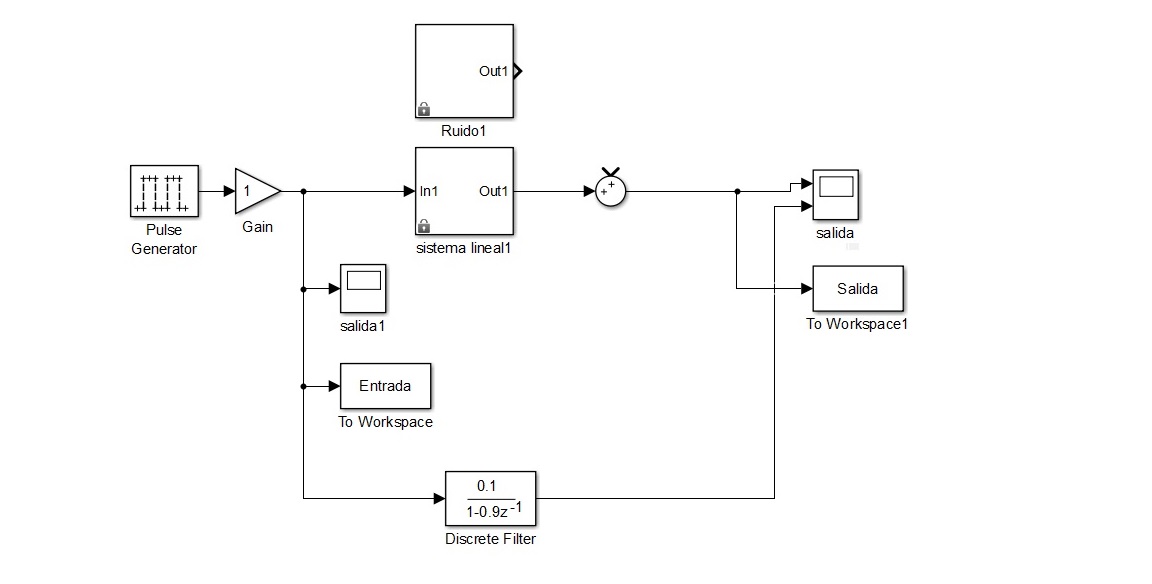 Out1
Ruido1
1
Gain
Pulse
Generator
In1
Out1
sistema lineal1
++
salida
salida1
Salida
To Workspace1
Entrada
To Workspace
0.1
1-0.9z-1
Discrete Filter